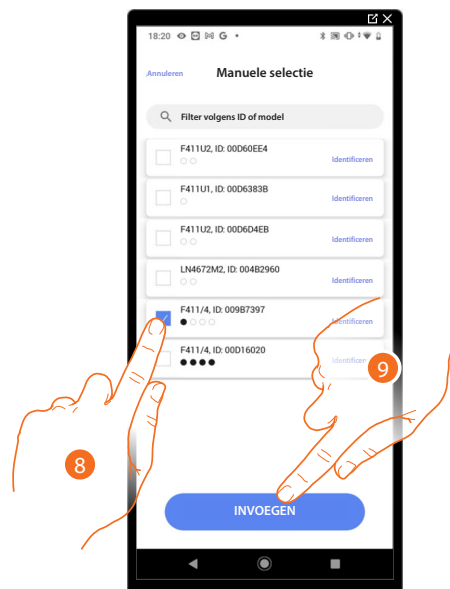 18:20 G
Annuleren Manuele selectie
Filter volgens ID of model
F411U2, ID: 00D60EE4
Identificeren
F411U1, ID: 00D6383B
Identificeren
F411U2, ID: 00D6D4EB
Identificeren
LN4672M2, ID: 004B2960
Identificeren
F411/4, ID: 009B7397
Identificeren
F411/4, ID: 00D16020
Identificeren
9
8
INVOEGEN